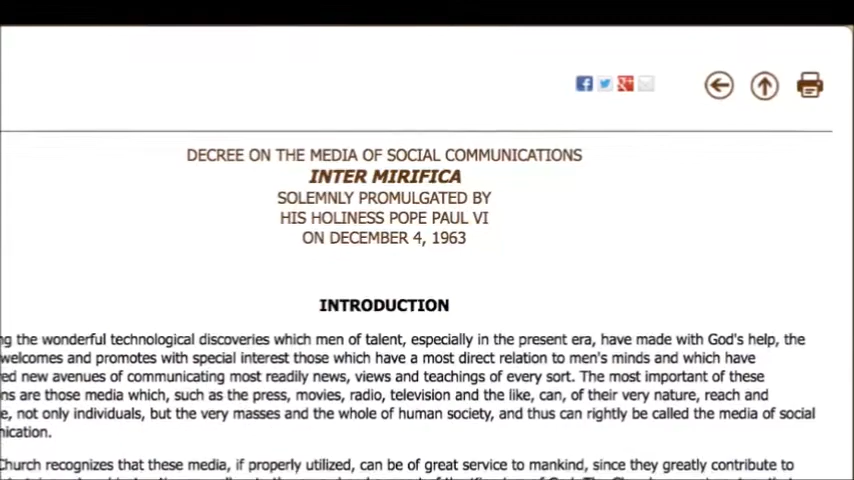 DECREE ON THE MEDIA OF SOCIAL COMMUNICATIONS
INTER MIRIFICA
SOLEMNLY PROMULGATED BY
HIS HOLINESS POPE PAUL VI
ON DECEMBER 4, 1963
INTRODUCTION
ng the wonderful technological discoveries which men of talent, especially in the present era, have made with God's help, the
welcomes and promotes with special interest those which have a most direct relation to men's minds and which have
ed new avenues of communicating most readily news, views and teachings of every sort. The most important of these
ns are those media which, such as the press, movies, radio, television and the like, can, of their very nature, reach and
e, not only individuals, but the very masses and the whole of human society, and thus can rightly be called the media of social
nication.
Church recognizes that these media, if properly utilized, can be of great service to mankind, since they greatly contribute to